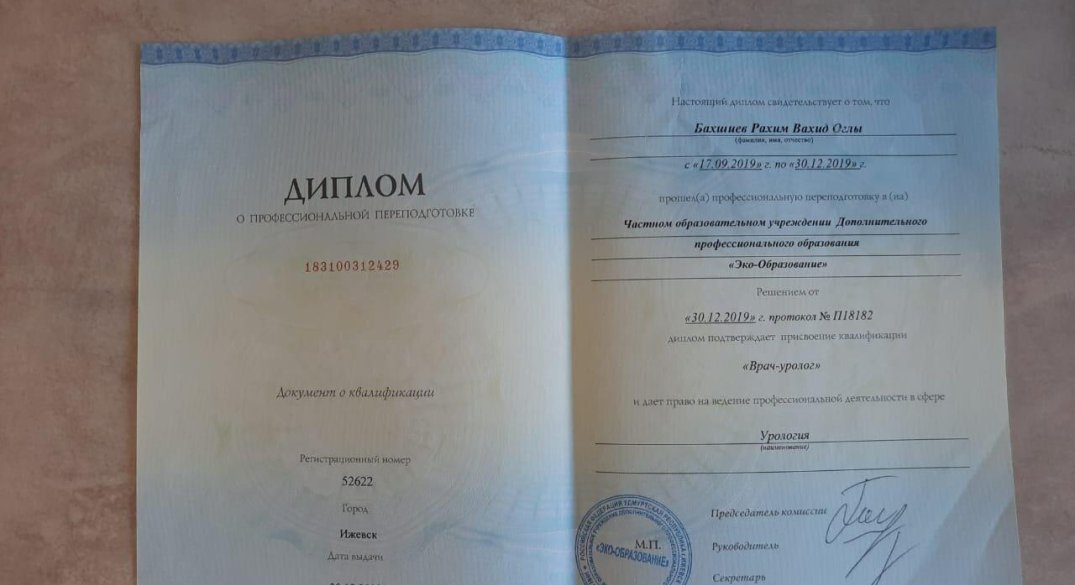 ДИПЛОМ
О ПРОФЕССИОНАЛЬНОЙ ПЕРЕПОДГОТОВКЕ
183100312429
Документ о квалификации
Регистрационный номер
52622
Город
Ижевск
Дата выдачи
Настоящий диплом свидетельствует о том, что
Бахшиев Рахим Вахид Оглы
(фамилия, имя, отчество)
с «17.09.2019» г. по «30.12.2019» г.
прошел(а) профессиональную переподготовку в (на)
Частном образовательном учреждении Дополнительного
профессионального образования
«Эко-Образование»
Решением от
«30.12.2019» г. протокол № П18182
диплом подтверждает присвоение квалификации
«Врач-уролог»
и дает право на ведение профессиональной деятельности в сфере
Урология
(наименование)
Председатель комиссии
М.П.
«ЭКО-ОБРАЗОВАНИЕ»
Руководитель
Секретарь